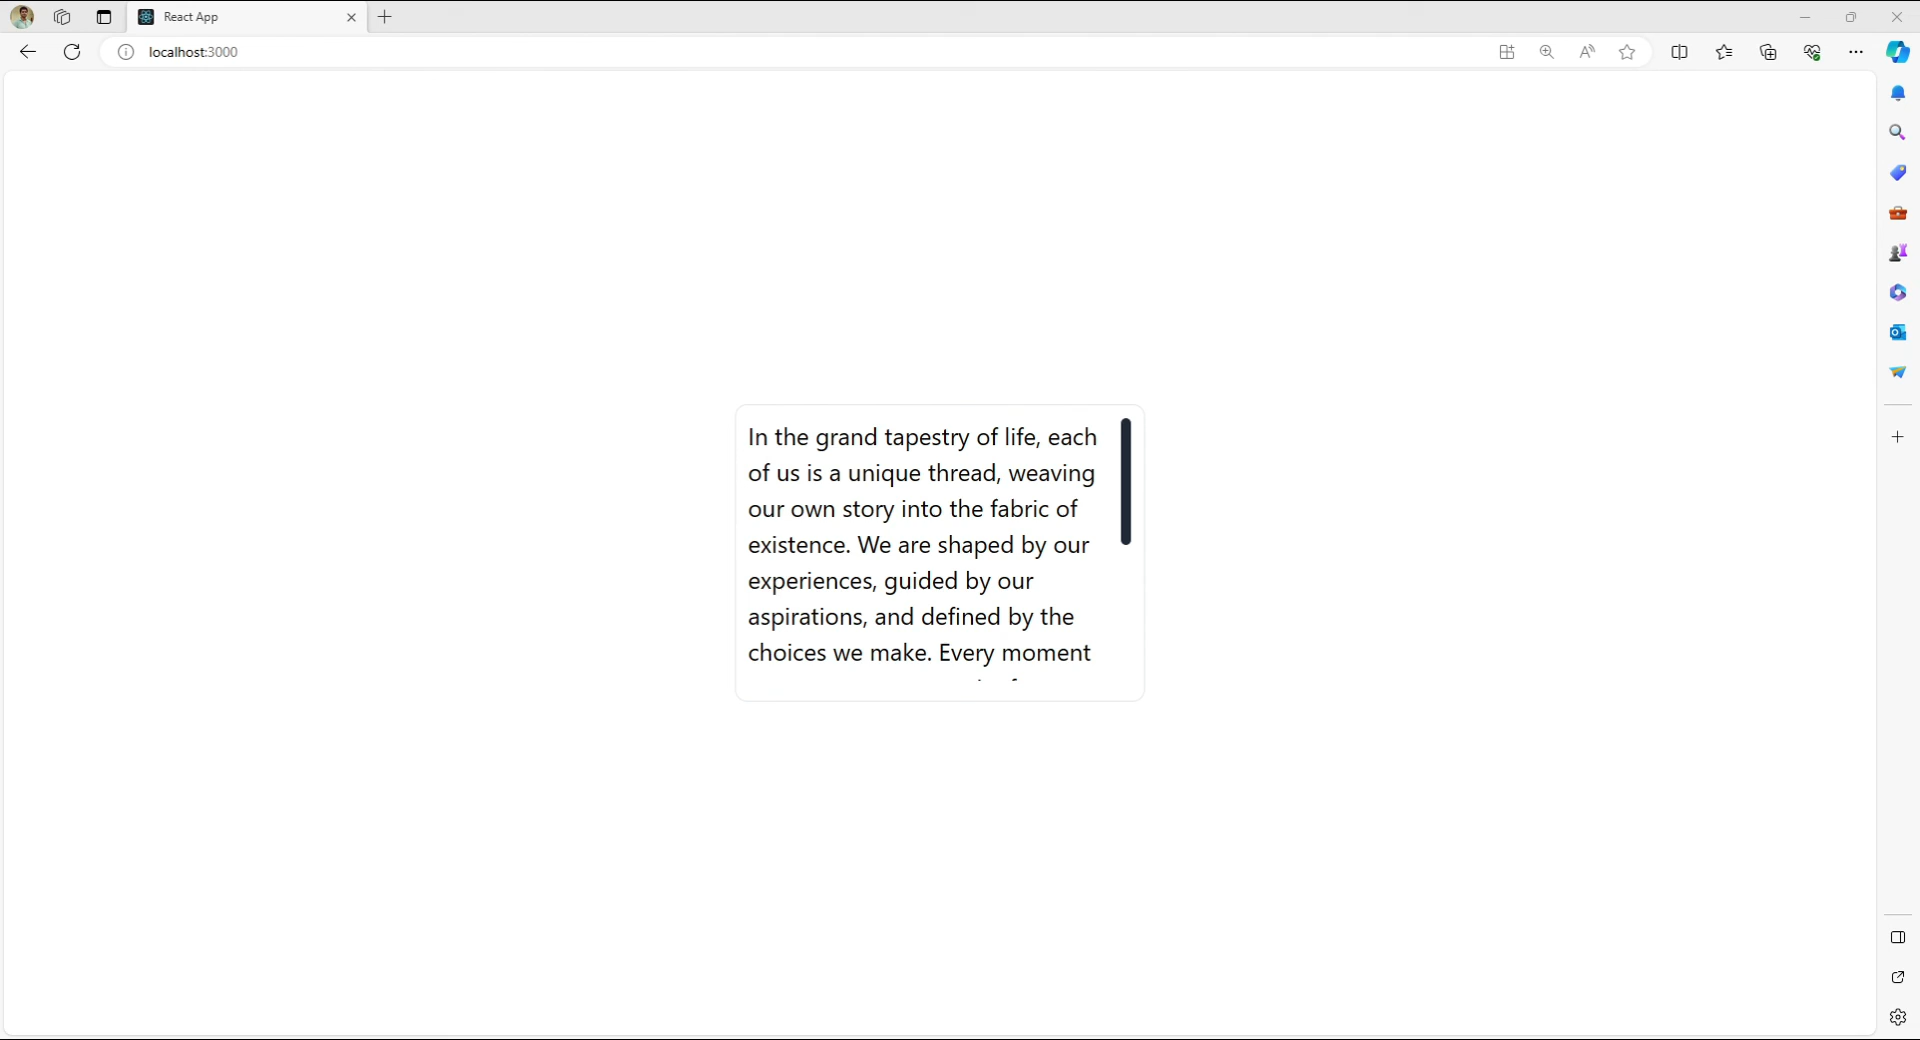 React App
localhost:3000
In the grand tapestry of life, each
of us is a unique thread, weaving
our own story into the fabric of
existence. We are shaped by our
experiences, guided by our
aspirations, and defined by the
choices we make. Every moment